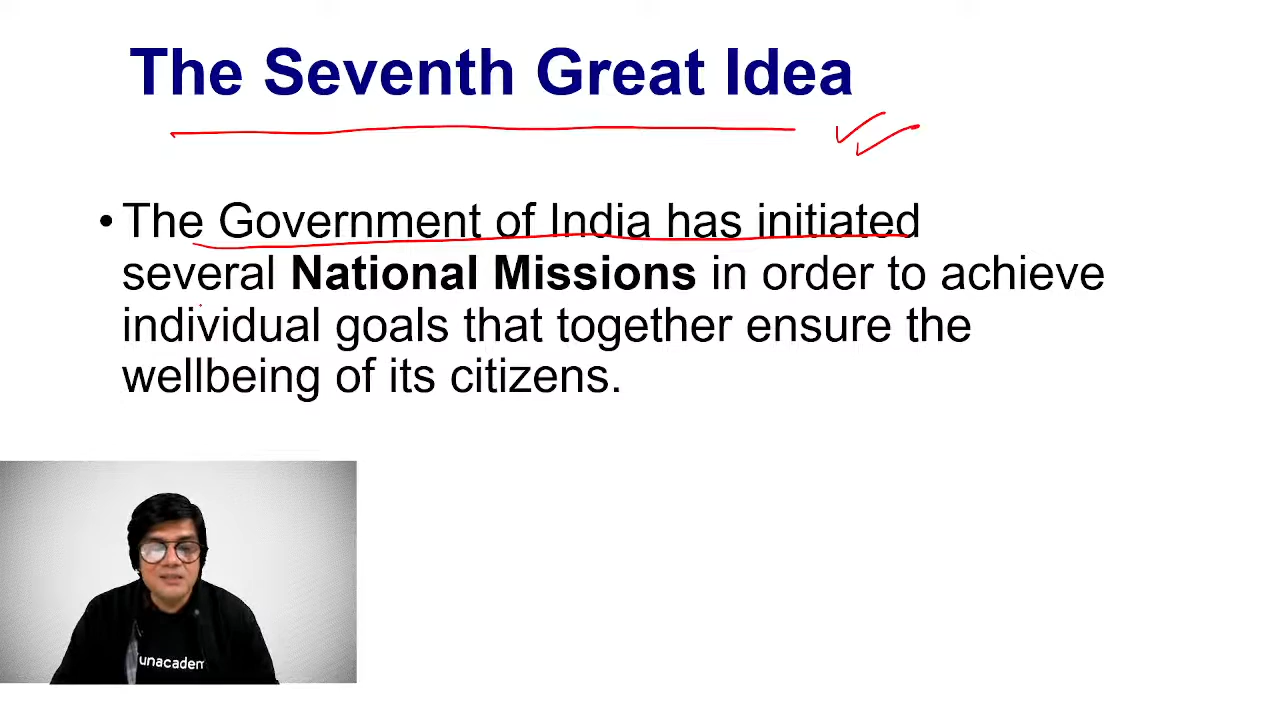 The Seventh Great Idea
• The Government of India has initiated
several National Missions in order to achieve
individual goals that together ensure the
wellbeing of its citizens.
unacadem